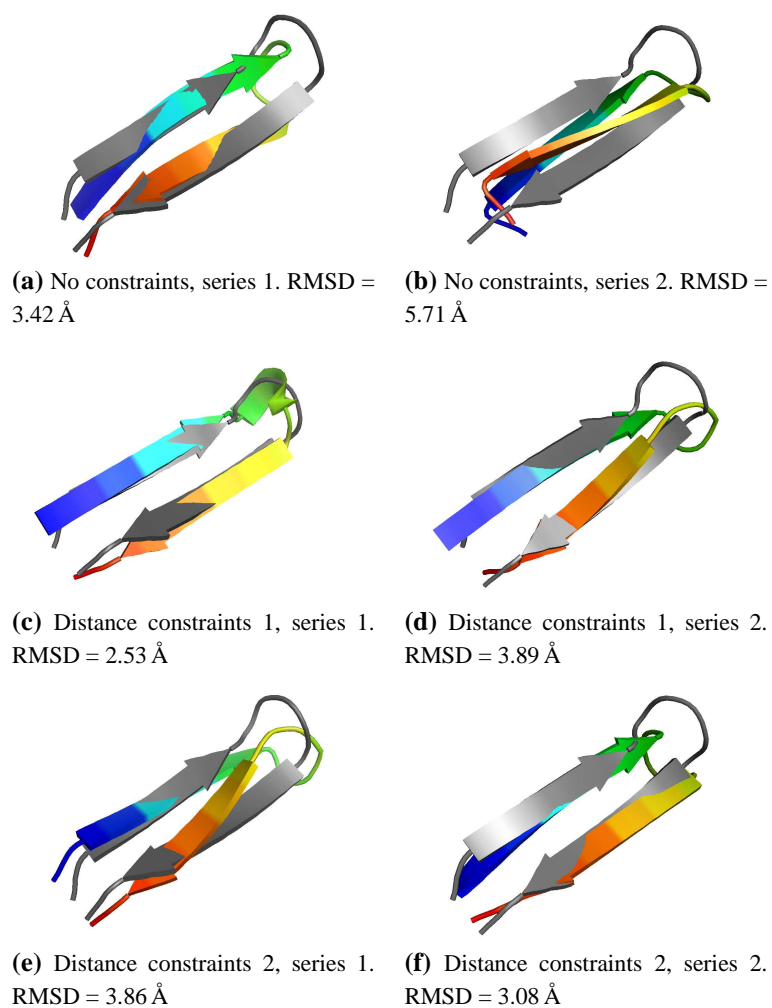 (a) No constraints, series 1. RMSD =
3.42 Å
(b) No constraints, series 2. RMSD =
5.71 Å
(c) Distance constraints 1, series 1.
RMSD = 2.53 Å
(d) Distance constraints 1, series 2.
RMSD = 3.89 Å
(e) Distance constraints 2, series 1.
RMSD = 3.86 Å
(f) Distance constraints 2, series 2.
RMSD = 3.08 Å